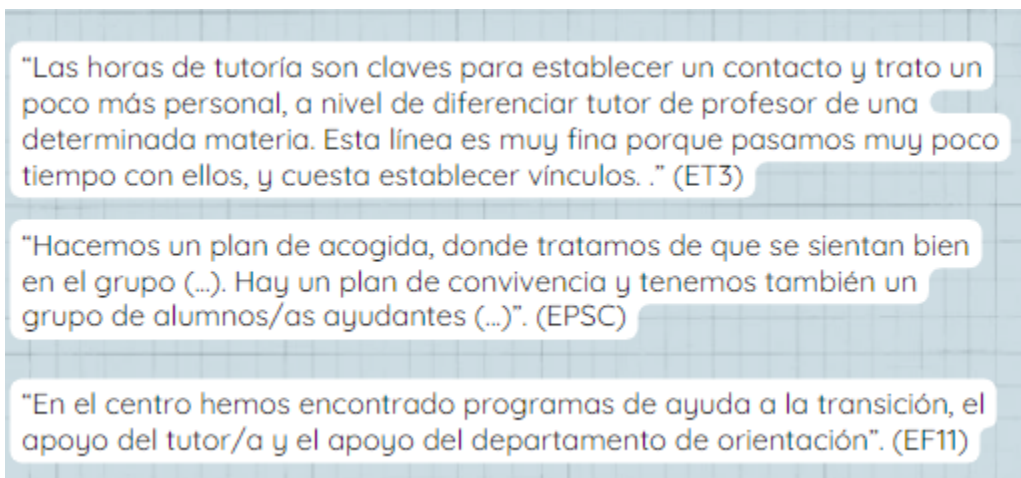 “Las horas de tutoría son claves para establecer un contacto y trato un
poco más personal, a nivel de diferenciar tutor de profesor de una
determinada materia. Esta línea es muy fina porque pasamos muy poco
tiempo con ellos, y cuesta establecer vínculos. .” (ET3)
“Hacemos un plan de acogida, donde tratamos de que se sientan bien
en el grupo (...). Hay un plan de convivencia y tenemos también un
grupo de alumnos/as ayudantes (...)”. (EPSC)
“En el centro hemos encontrado programas de ayuda a la transición, el
apoyo del tutor/a y el apoyo del departamento de orientación”. (EF11)